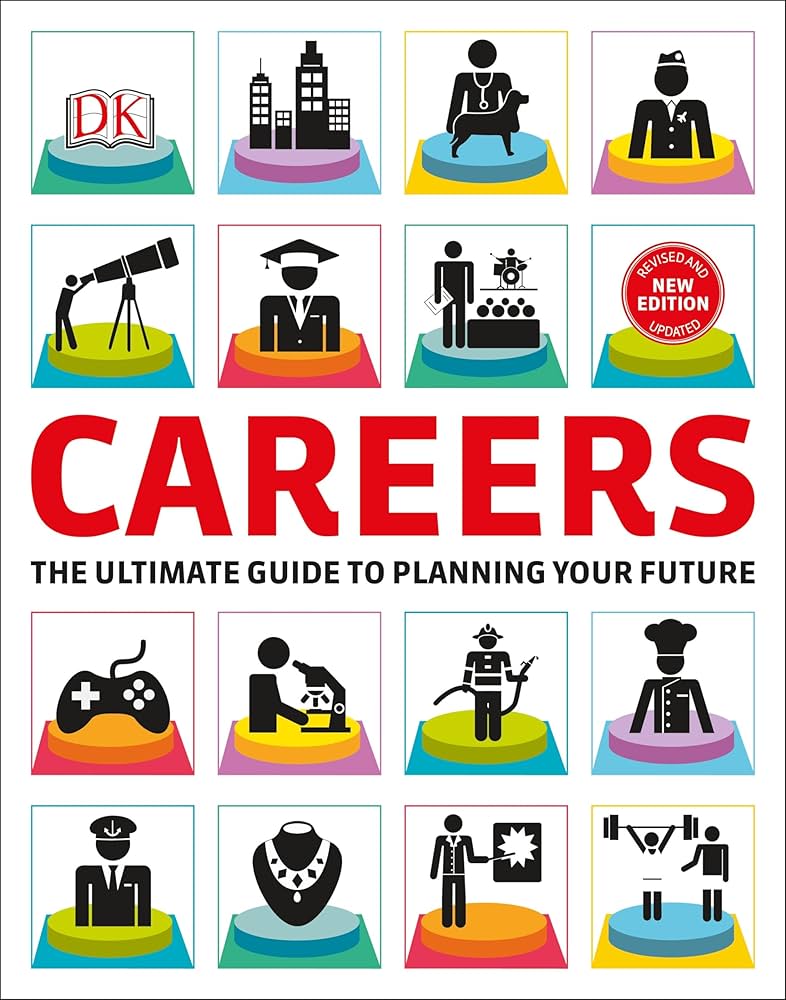 DK
REVISED AND
NEW
EDITION
UPDATED
CAREERS
THE ULTIMATE GUIDE TO PLANNING YOUR FUTURE